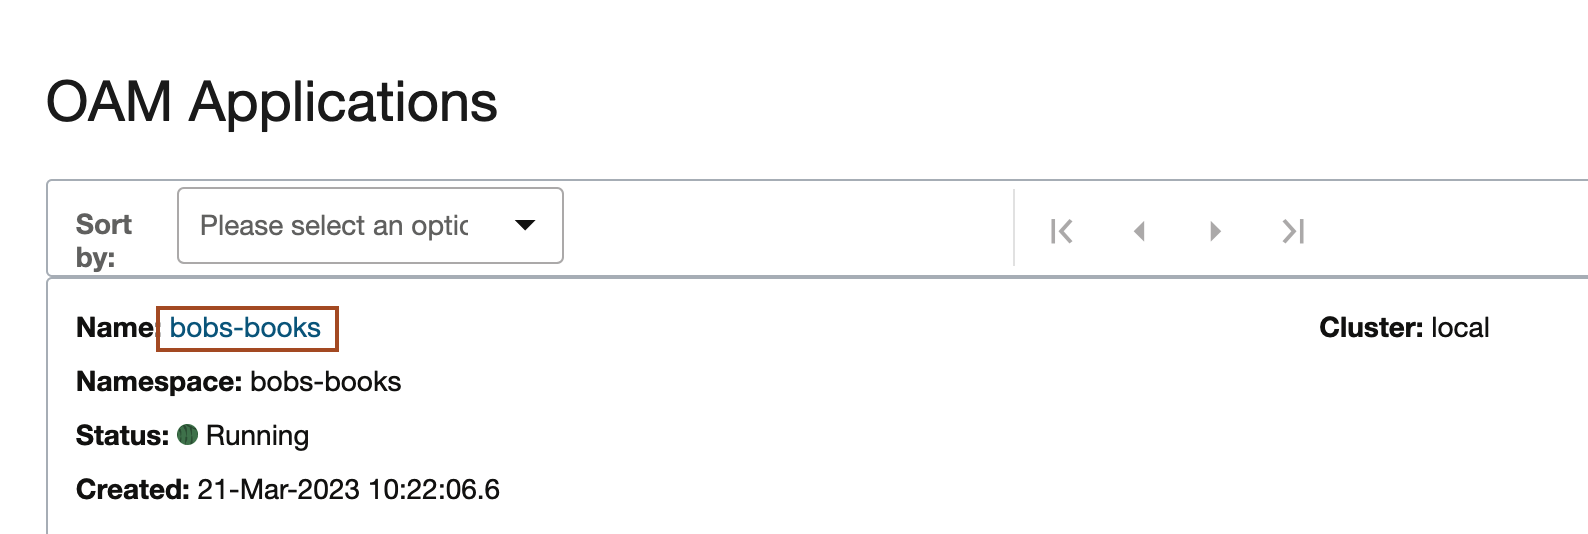 OAM Applications
Sort by:
Please select an optic
Name: bobs-books
Cluster: local
Namespace: bobs-books
Status: Running
Created: 21-Mar-2023 10:22:06.6